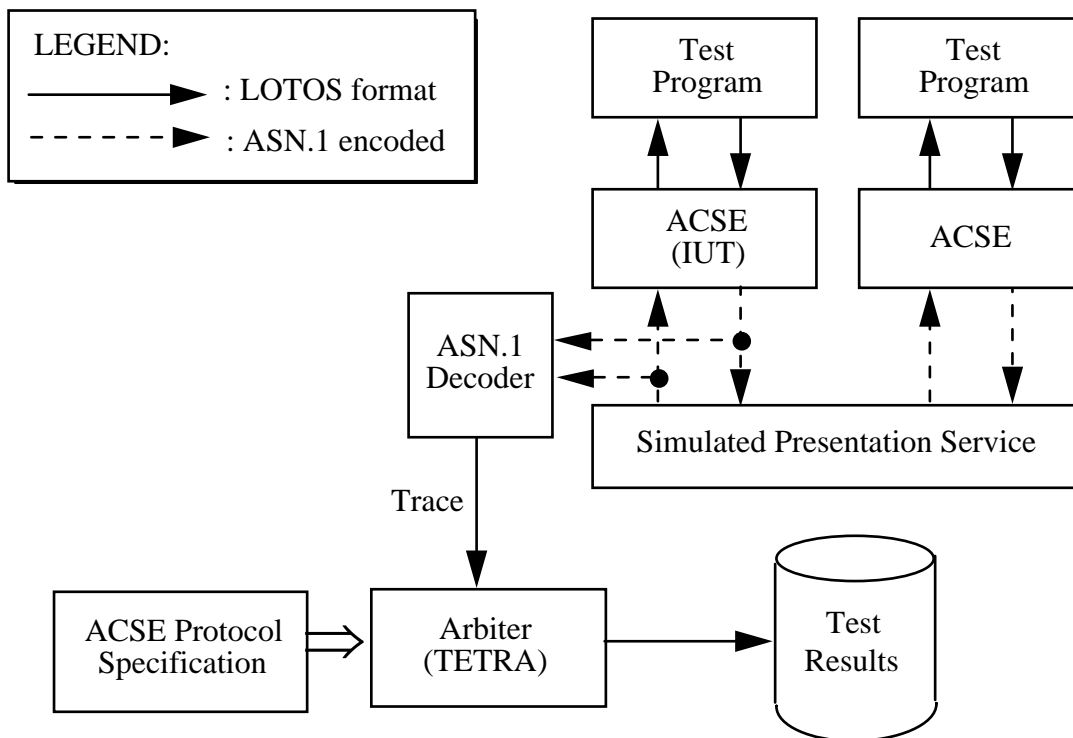 LEGEND:
: LOTOS format
: ASN.1 encoded
Test
Program
Test
Program
ACSE
(IUT)
ACSE
ASN.1
Decoder
Simulated Presentation Service
Trace
ACSE Protocol
Specification
Arbiter
(TETRA)
Test
Results